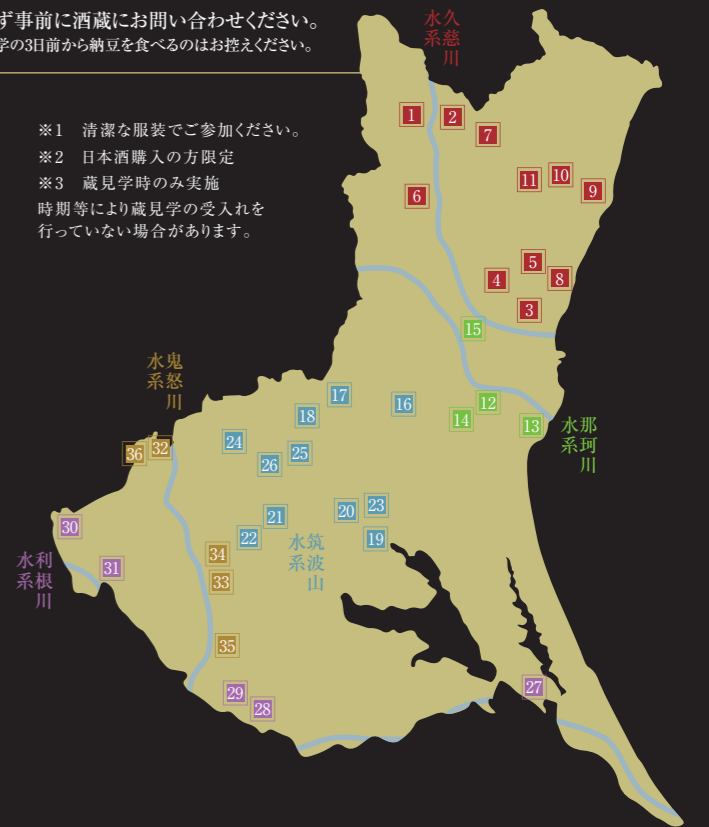 ず事前に酒蔵にお問い合わせください。
学の3日前から納豆を食べるのはお控えください。
※1 清潔な服装でご参加ください。
※2 日本酒購入の方限定
※3 蔵見学時のみ実施
時期等により蔵見学の受入れを
行っていない場合があります。
久慈川
水系
1
2
7
11
10
9
6
5
4
8
3
15
鬼怒川
水系
17
16
12
18
14
13
那珂川
水系
24
32
36
25
26
23
20
21
30
22
19
筑波山
水系
34
利根川
水系
31
33
35
29
27
28